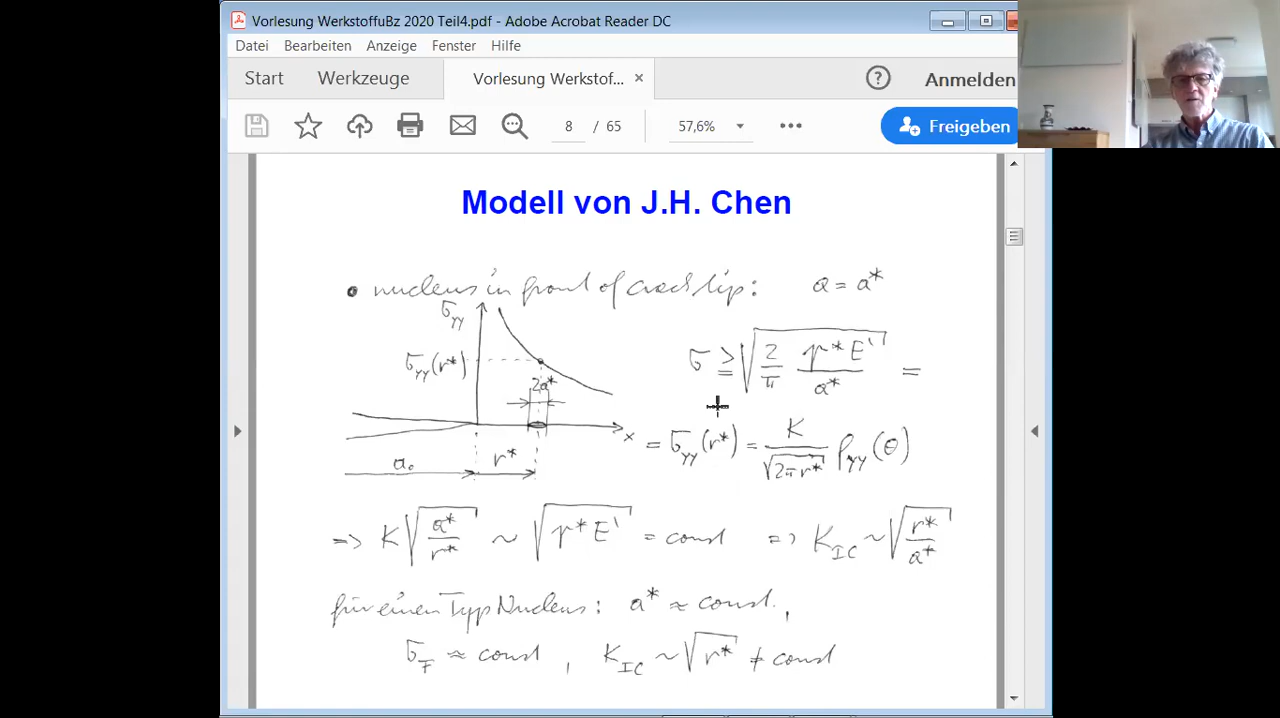 Vorlesung WerkstoffuBz 2020 Teil4.pdf - Adobe Acrobat Reader DC
Datei Bearbeiten Anzeige Fenster Hilfe
Start Werkzeuge Vorlesung Werkstof... × ? Anmelden
8 / 65 57,6% Freigeben
Modell von J.H. Chen
• nucleus in front of crack tip: a = a*
σyy
σyy(r*)
2a*
x
a₀ r*
σ ≥ √(2/π γ*E'/a*) =
= σyy(r*) = K/√(2πr*) fyy(θ)
=> K√(a*/r*) ~ √(γ*E') = const => K_IC ~ √(r*/a*)
für einen Typ Nucleus: a* ≈ const.,
σF ≈ const, K_IC ~ √r* ≠ const